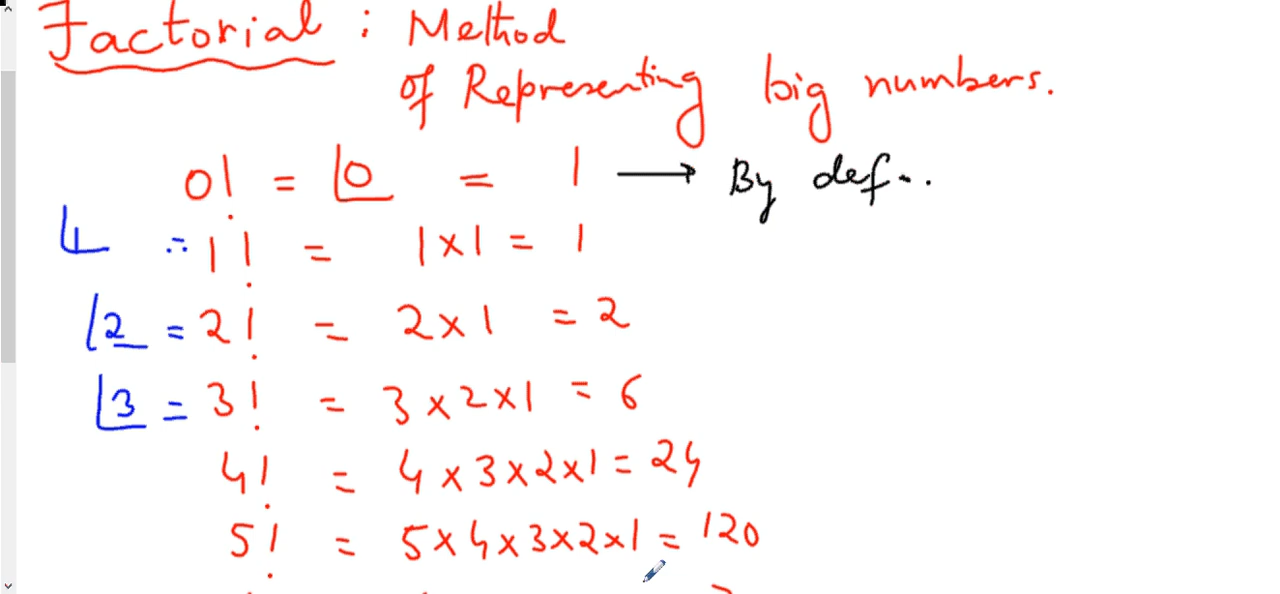 Factorial : Method
of Representing big numbers.
0! = |0 = 1 → By def...
|1 = 1! = 1×1 = 1
|2 = 2! = 2×1 = 2
|3 = 3! = 3×2×1 = 6
4! = 4×3×2×1 = 24
5! = 5×4×3×2×1 = 120